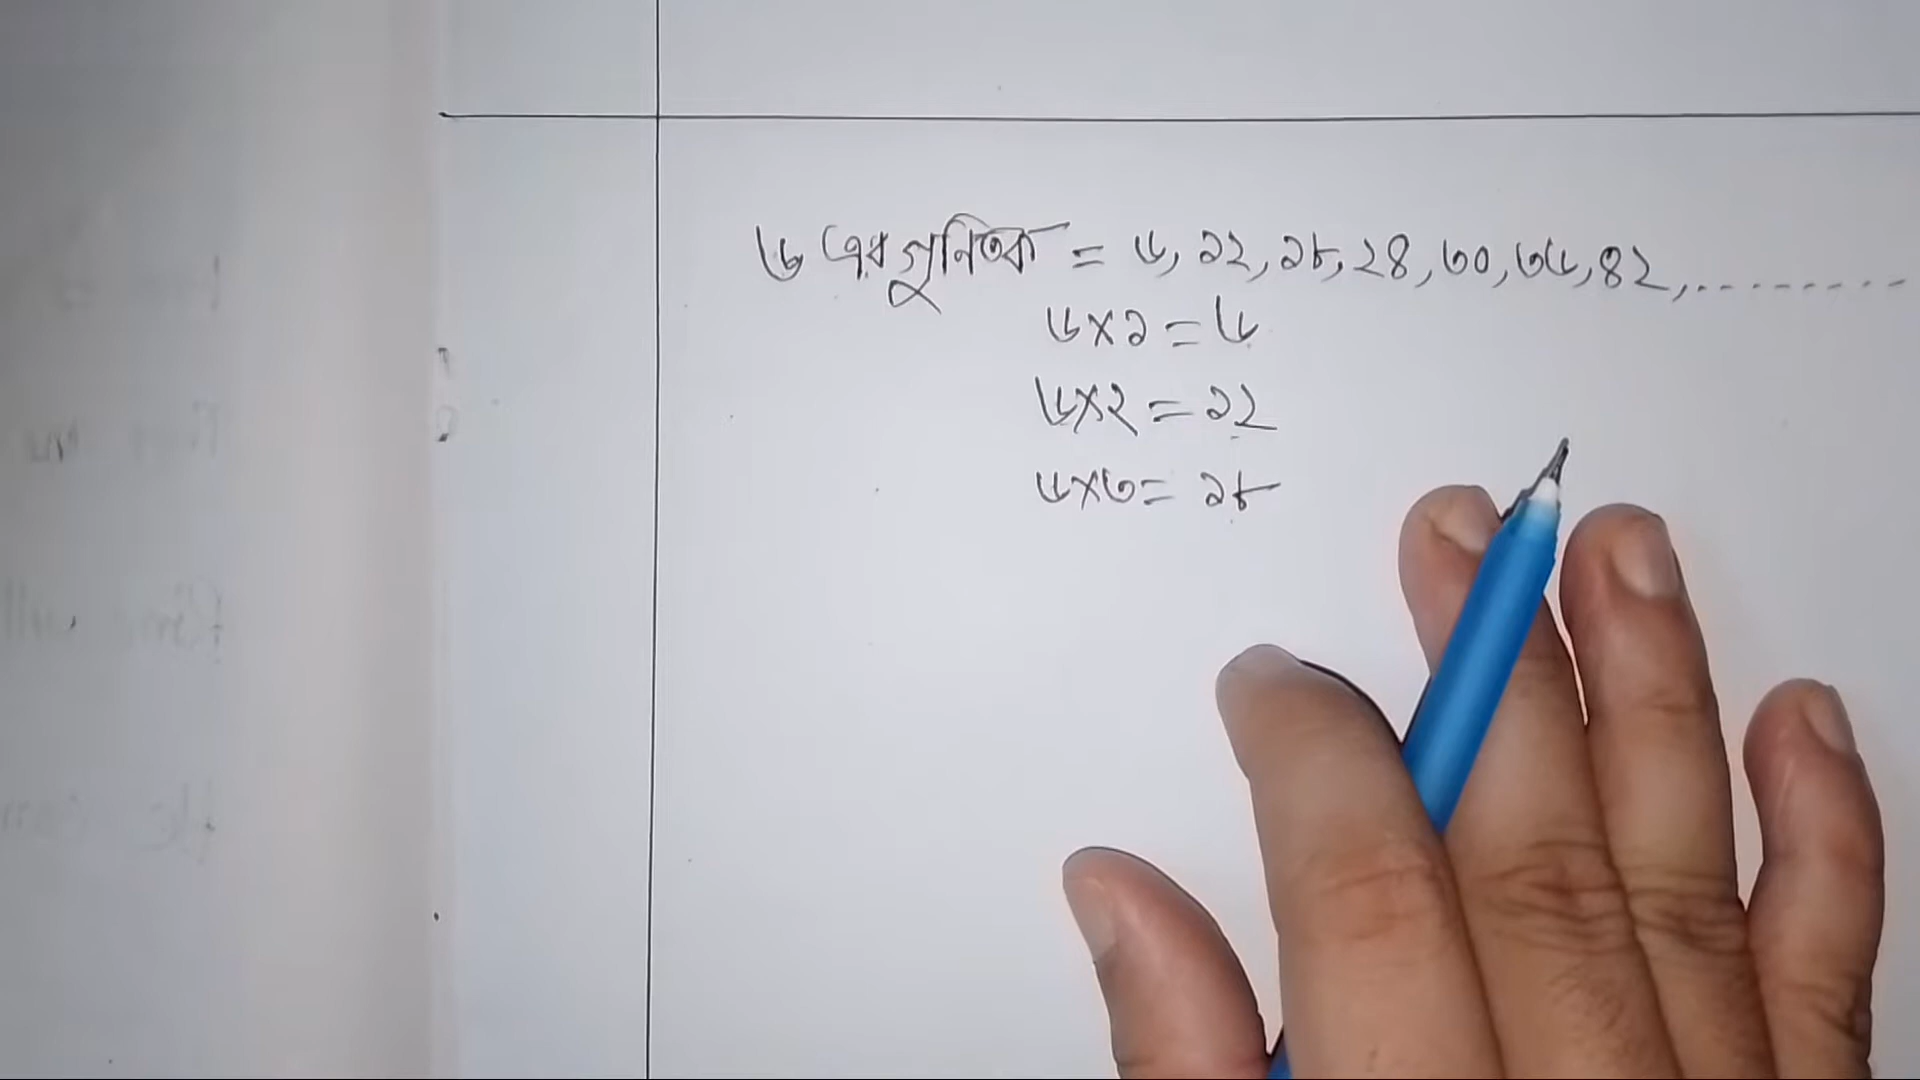 ৬ এর গুনিতক = ৬, ১২, ১৮, ২৪, ৩০, ৩৬, ৪২, ........
৬×১=৬
৬×২=১২
৬×৩=১৮